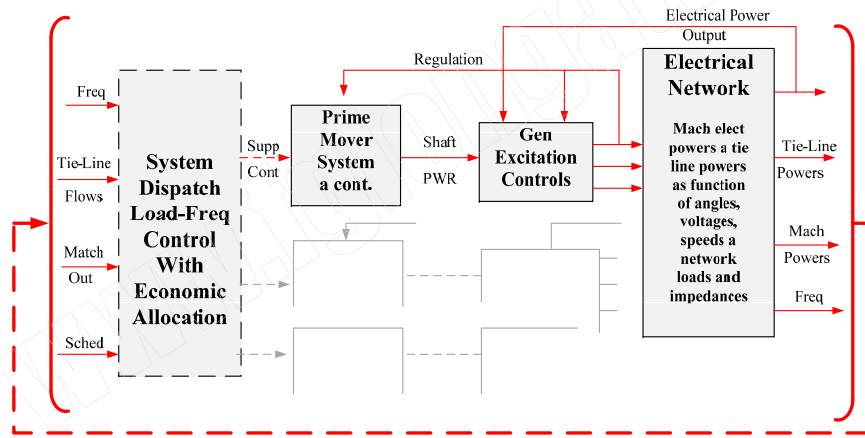 Electrical Power
Output
Regulation
Freq
Tie-Line
Flows
Match
Out
Sched
System
Dispatch
Load-Freq
Control
With
Economic
Allocation
Supp
Cont
Prime
Mover
System
a cont.
Shaft
PWR
Gen
Excitation
Controls
Electrical
Network
Mach elect
powers a tie
line powers
as function
of angles,
voltages,
speeds a
network
loads and
impedances
Tie-Line
Powers
Mach
Powers
Freq